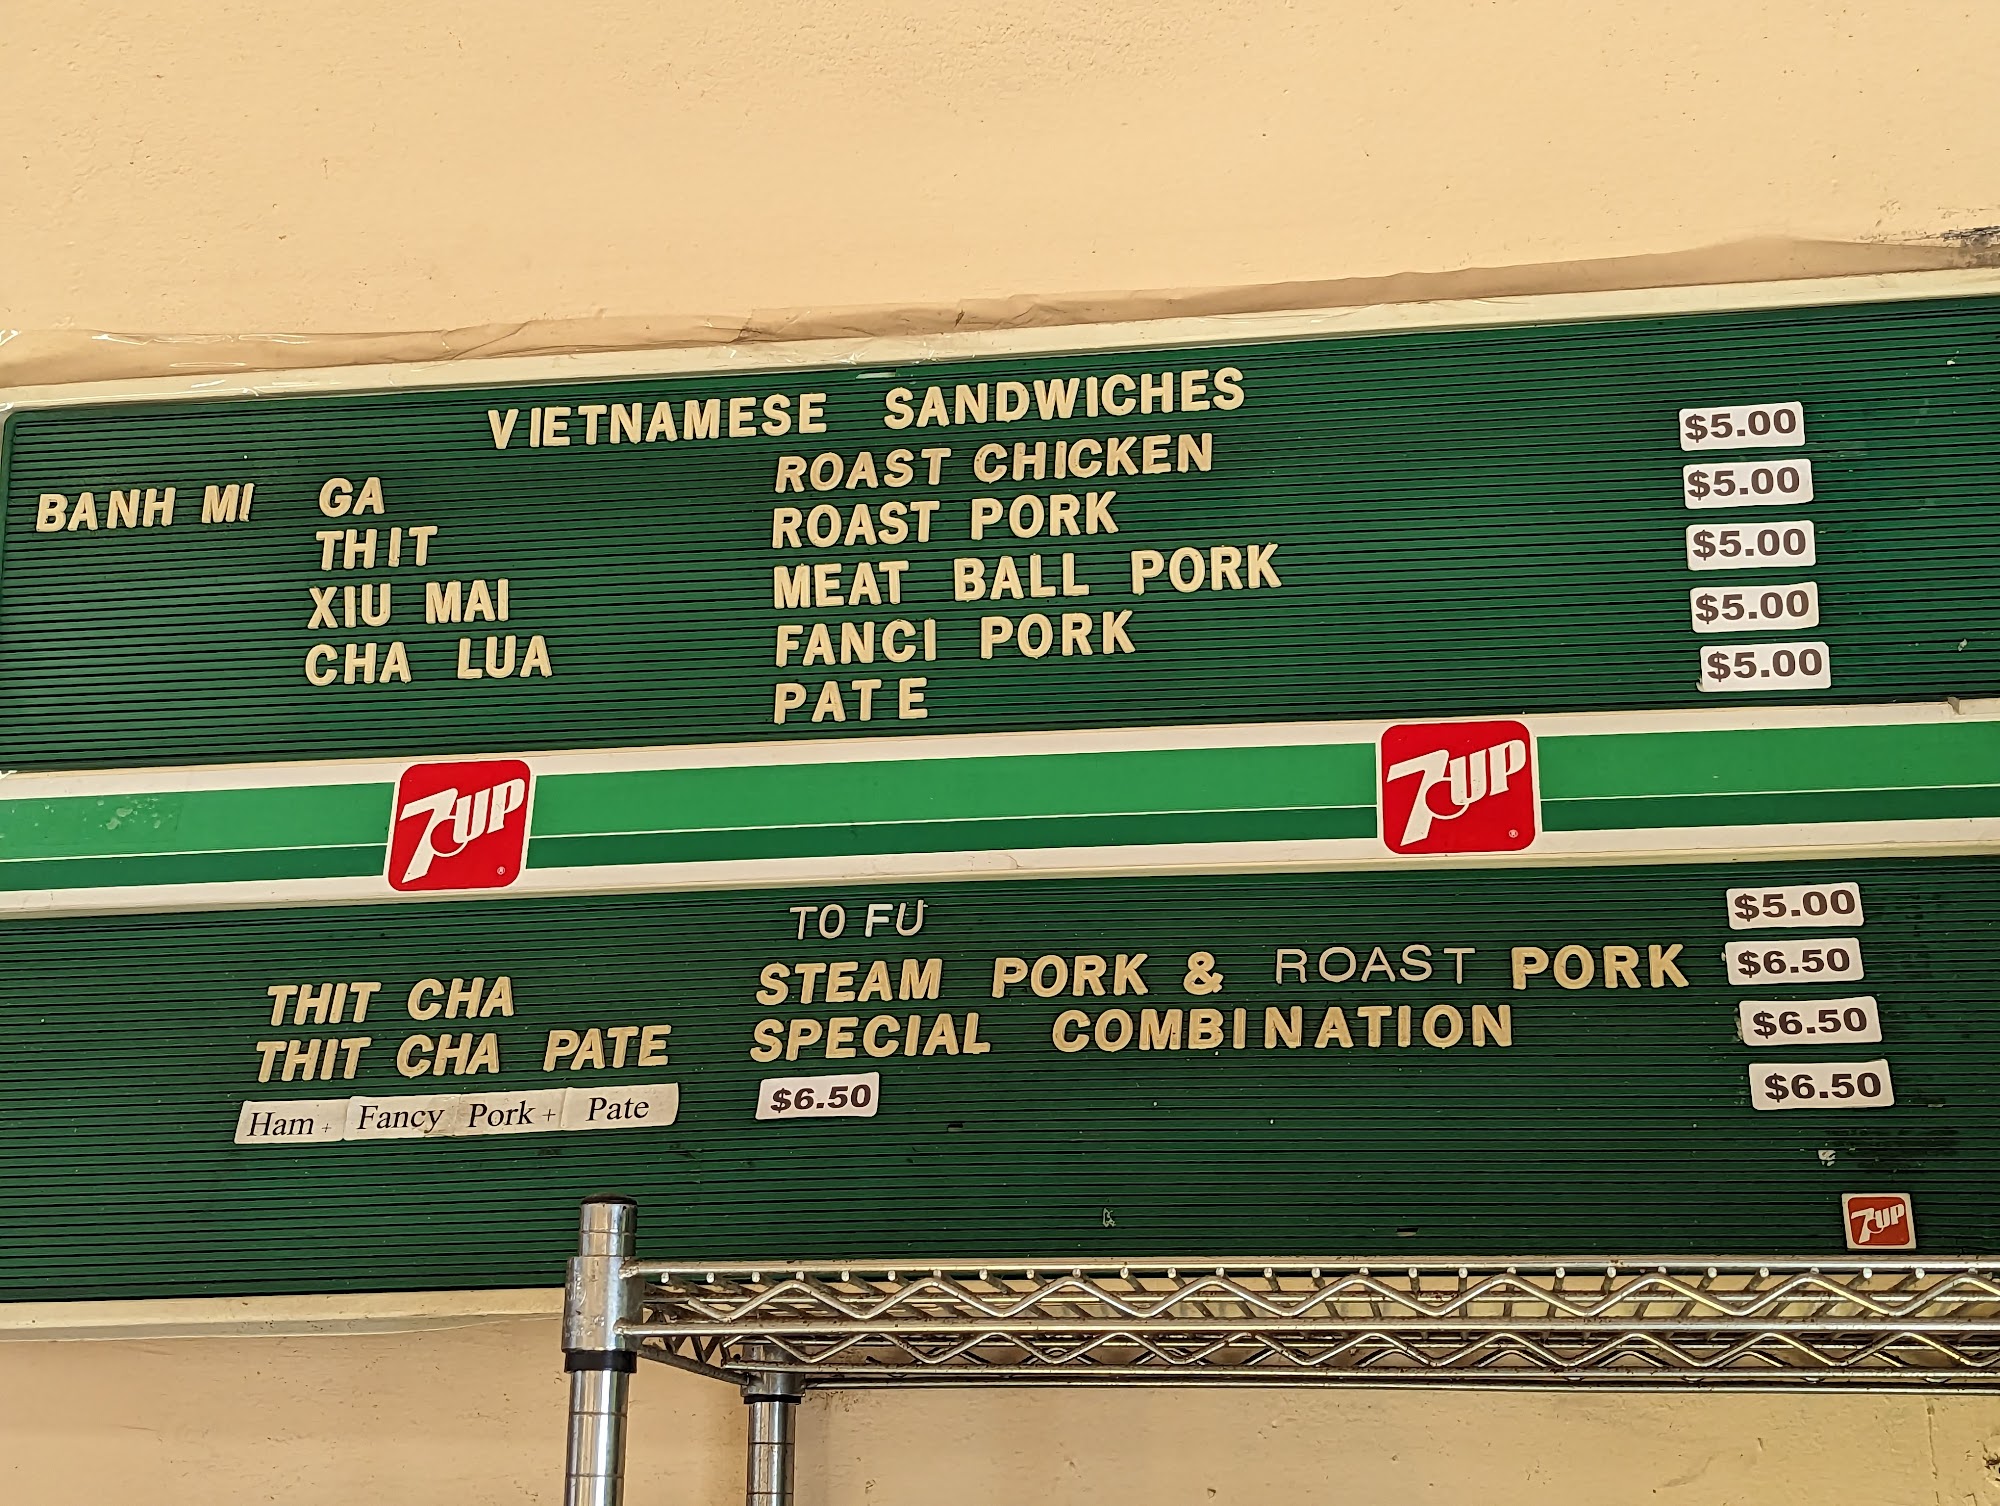 VIETNAMESE SANDWICHES
BANH MI GA ROAST CHICKEN $5.00
THIT ROAST PORK $5.00
XIU MAI MEAT BALL PORK $5.00
CHA LUA FANCI PORK $5.00
PATE $5.00
7UP 7UP
TO FU $5.00
THIT CHA STEAM PORK & ROAST PORK $6.50
THIT CHA PATE SPECIAL COMBINATION $6.50
Ham + Fancy Pork + Pate $6.50 $6.50
7UP